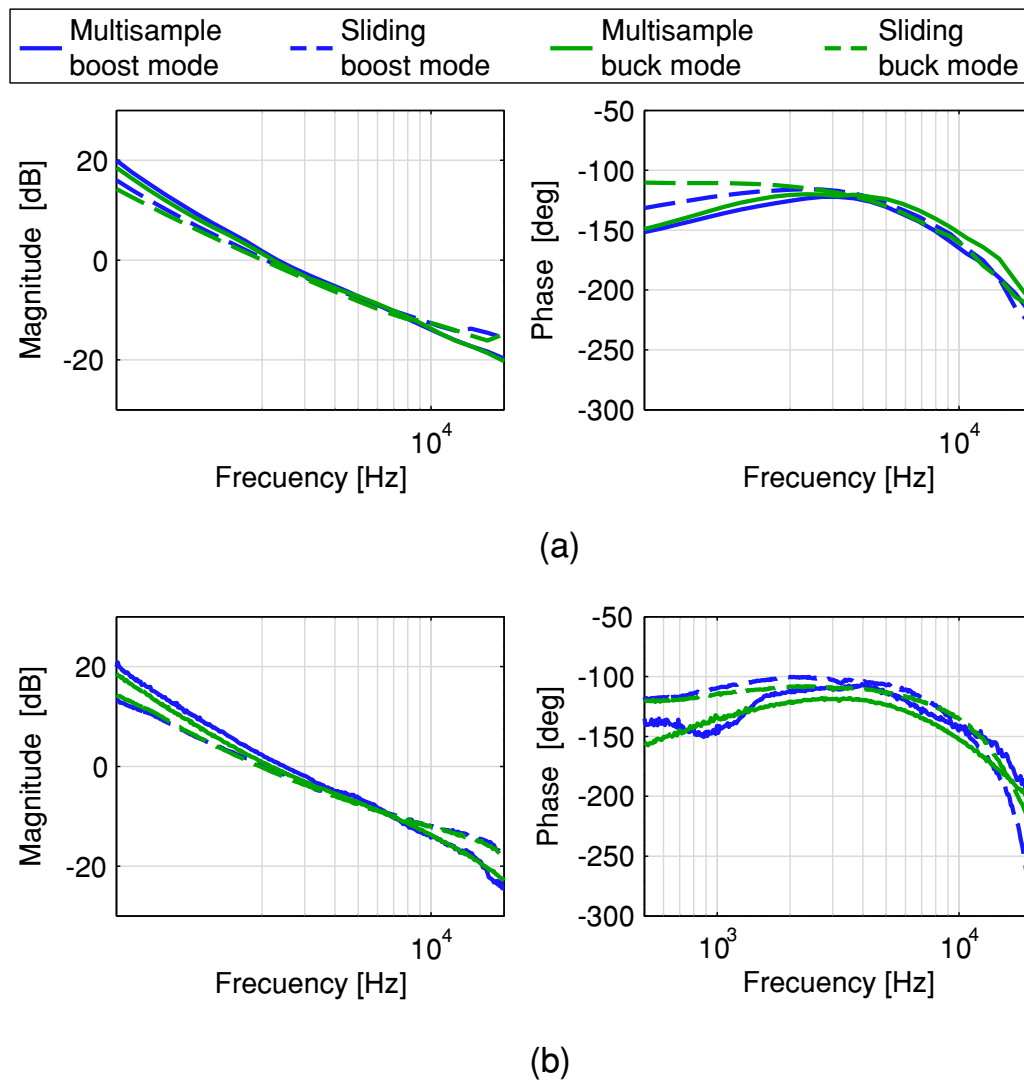 Multisample boost mode
Sliding boost mode
Multisample buck mode
Sliding buck mode
Magnitude [dB]
20
0
-20
10^4
Frecuency [Hz]
Phase [deg]
-50
-100
-150
-200
-250
-300
10^4
Frecuency [Hz]
(a)
Magnitude [dB]
20
0
-20
10^4
Frecuency [Hz]
Phase [deg]
-50
-100
-150
-200
-250
-300
10^3
10^4
Frecuency [Hz]
(b)